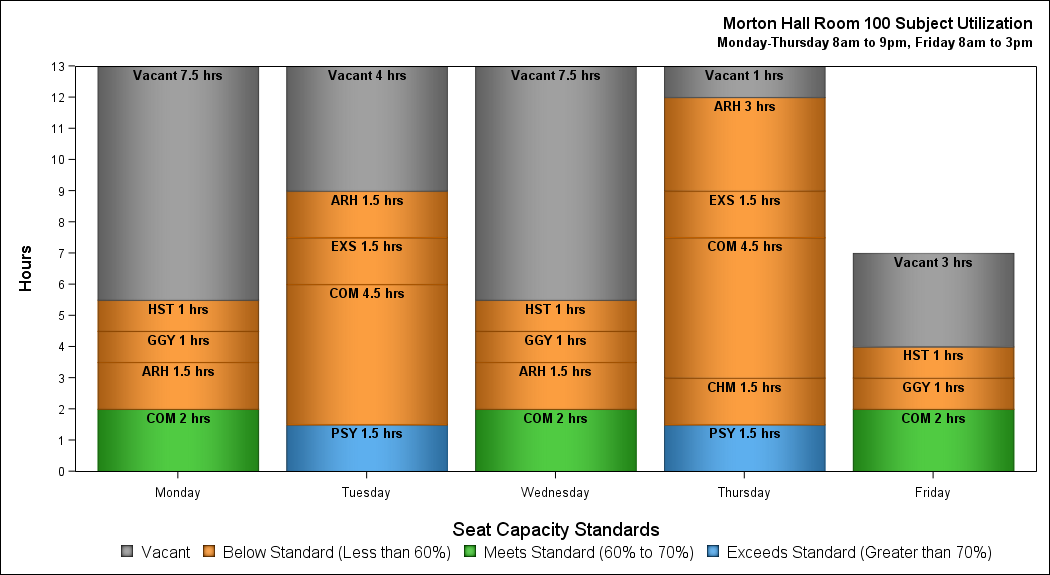 Morton Hall Room 100 Subject Utilization
Monday-Thursday 8am to 9pm, Friday 8am to 3pm
Hours
13
12
11
10
9
8
7
6
5
4
3
2
1
0
Vacant 7.5 hrs
HST 1 hrs
GGY 1 hrs
ARH 1.5 hrs
COM 2 hrs
Vacant 4 hrs
ARH 1.5 hrs
EXS 1.5 hrs
COM 4.5 hrs
PSY 1.5 hrs
Vacant 7.5 hrs
HST 1 hrs
GGY 1 hrs
ARH 1.5 hrs
COM 2 hrs
Vacant 1 hrs
ARH 3 hrs
EXS 1.5 hrs
COM 4.5 hrs
CHM 1.5 hrs
PSY 1.5 hrs
Vacant 3 hrs
HST 1 hrs
GGY 1 hrs
COM 2 hrs
Monday Tuesday Wednesday Thursday Friday
Seat Capacity Standards
Vacant Below Standard (Less than 60%) Meets Standard (60% to 70%) Exceeds Standard (Greater than 70%)